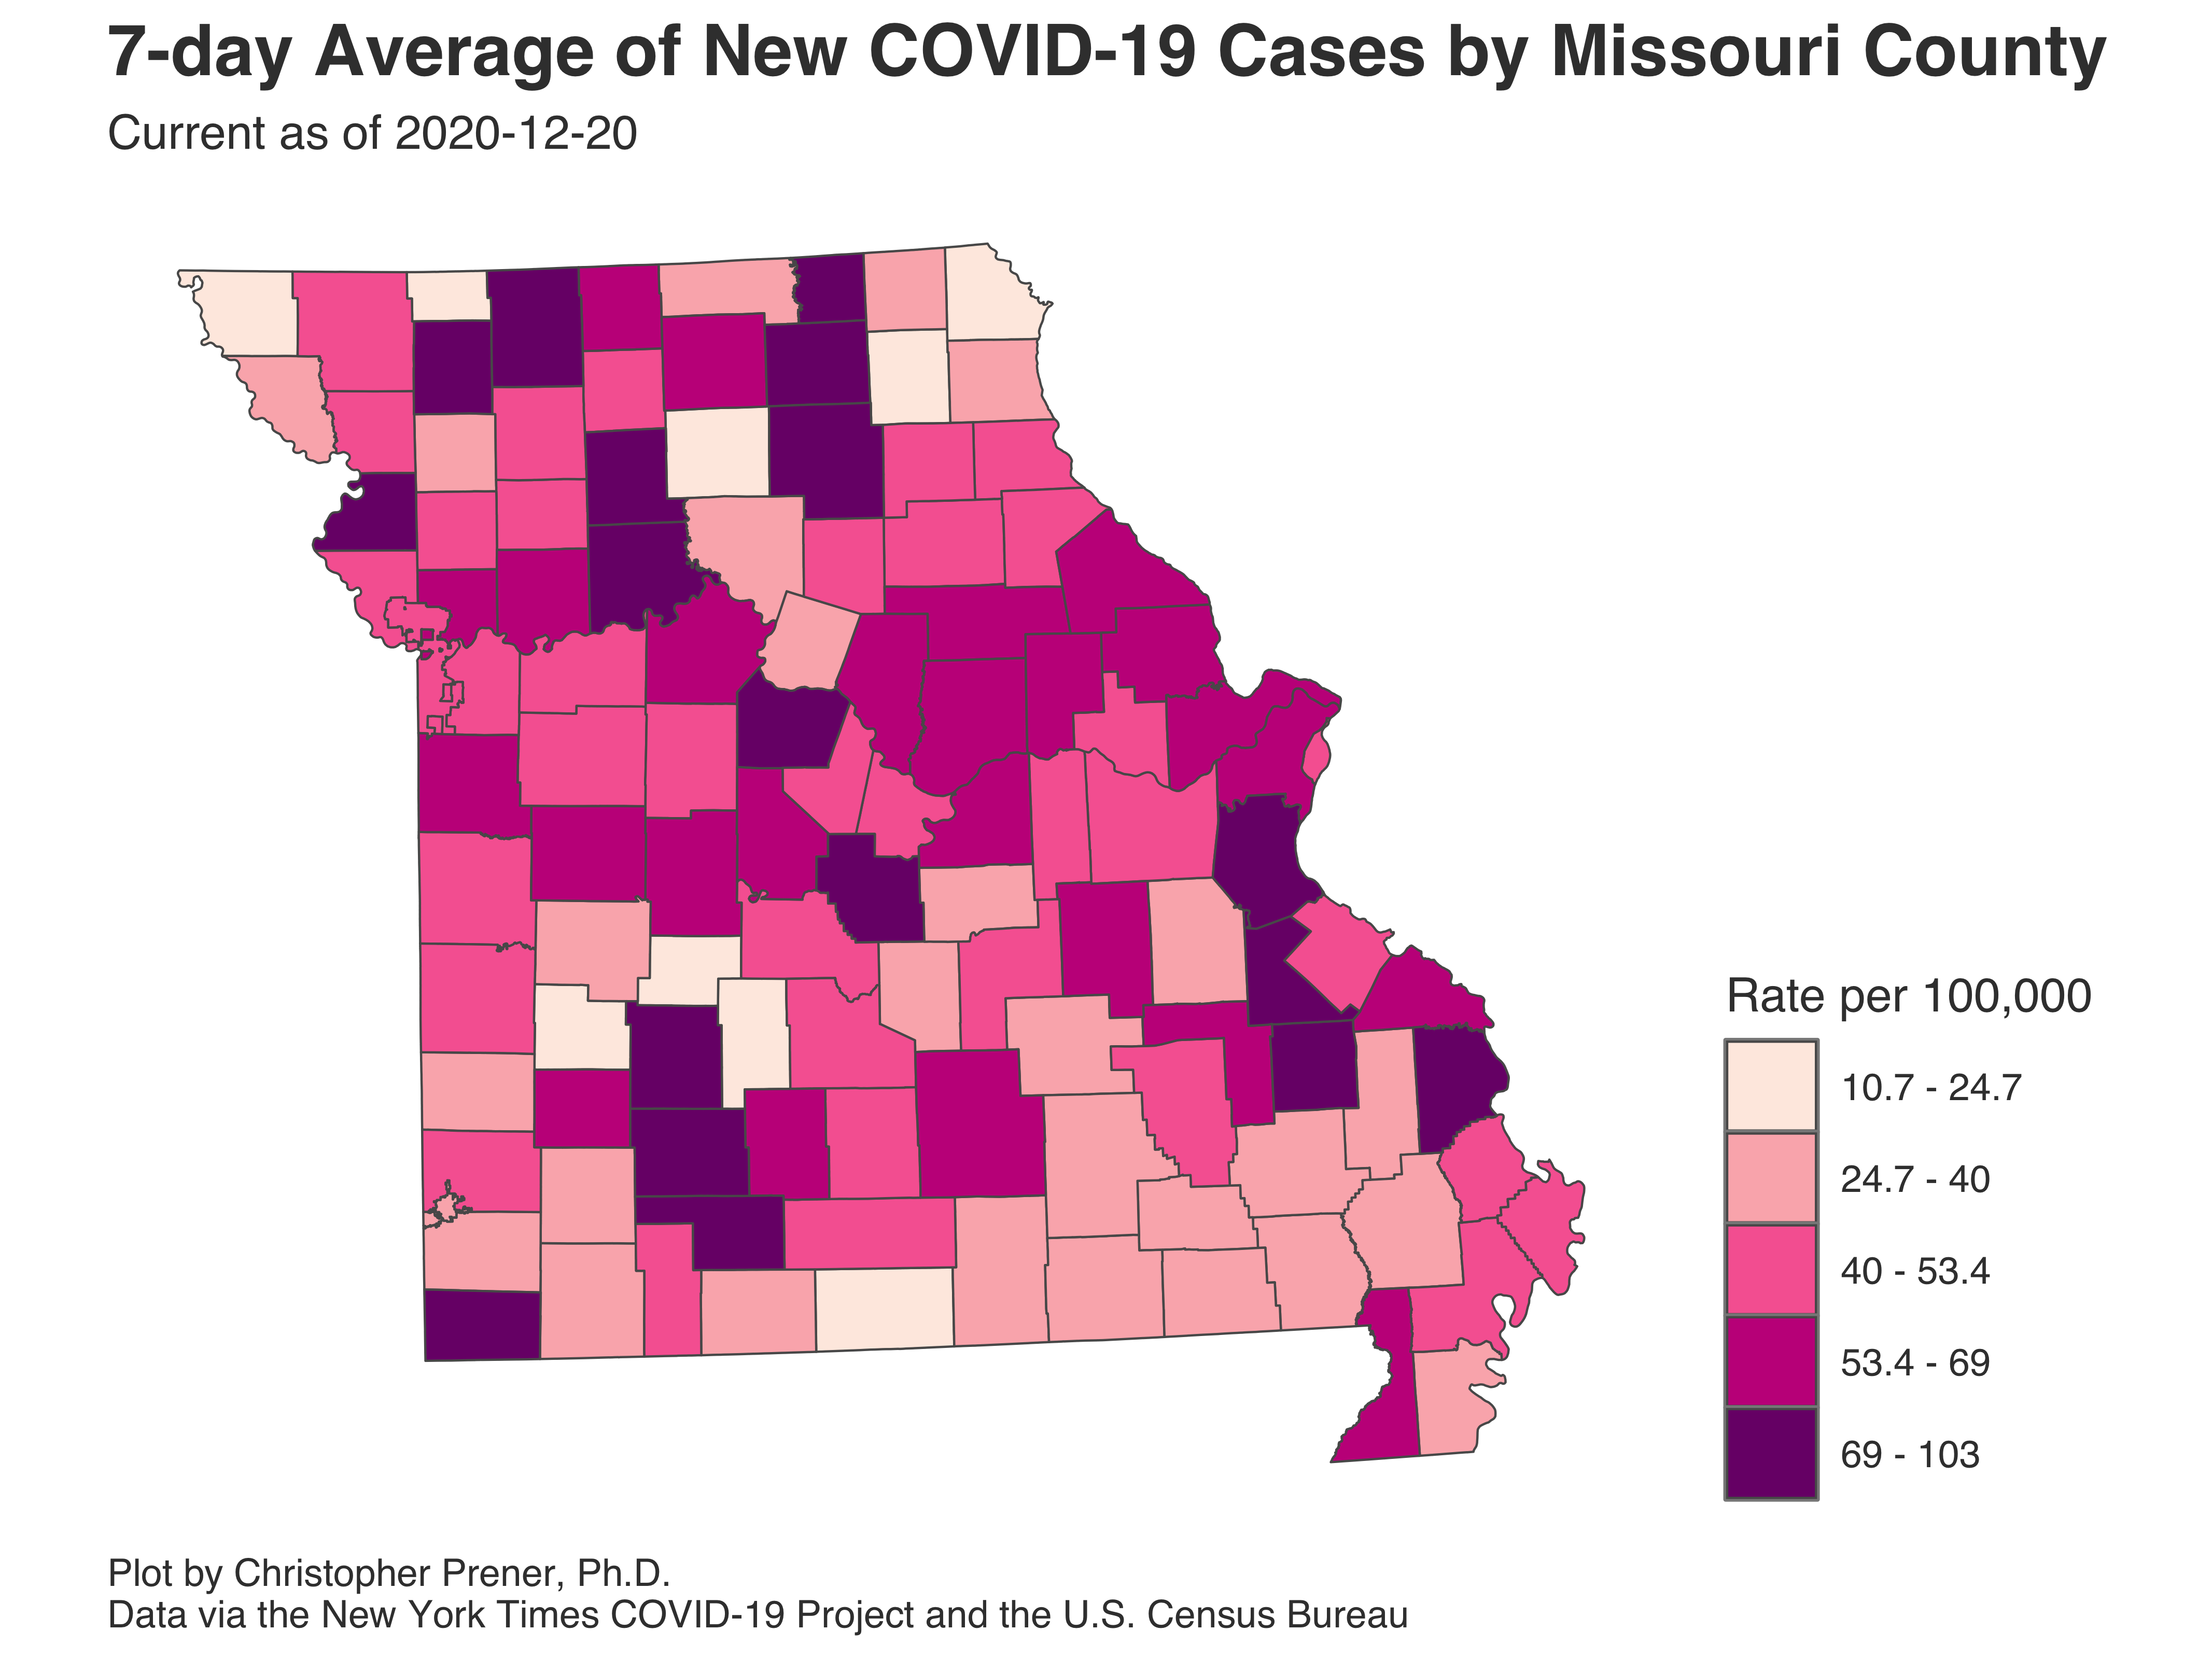 7-day Average of New COVID-19 Cases by Missouri County
Current as of 2020-12-20
Rate per 100,000
10.7 - 24.7
24.7 - 40
40 - 53.4
53.4 - 69
69 - 103
Plot by Christopher Prener, Ph.D.
Data via the New York Times COVID-19 Project and the U.S. Census Bureau